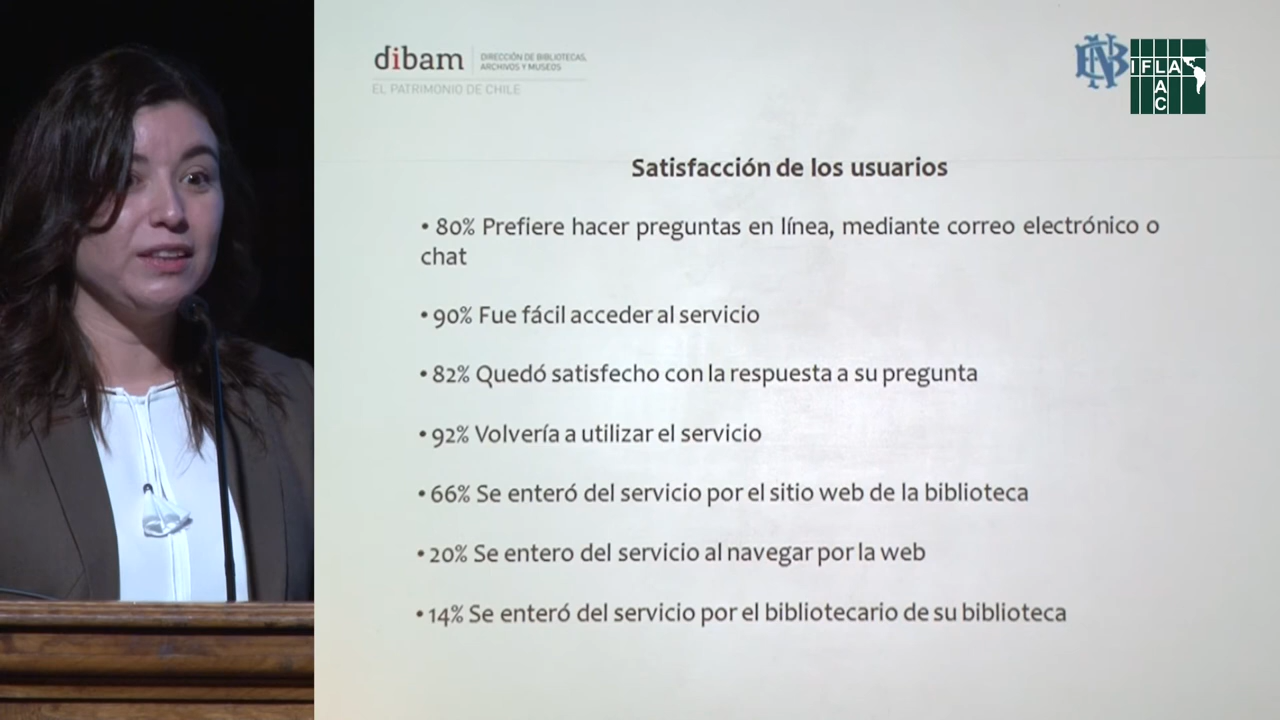 dibam
DIRECCIÓN DE BIBLIOTECAS,
ARCHIVOS Y MUSEOS
EL PATRIMONIO DE CHILE
BN
IFLA
LAC
Satisfacción de los usuarios
• 80% Prefiere hacer preguntas en línea, mediante correo electrónico o
chat
• 90% Fue fácil acceder al servicio
• 82% Quedó satisfecho con la respuesta a su pregunta
• 92% Volvería a utilizar el servicio
• 66% Se enteró del servicio por el sitio web de la biblioteca
• 20% Se entero del servicio al navegar por la web
• 14% Se enteró del servicio por el bibliotecario de su biblioteca